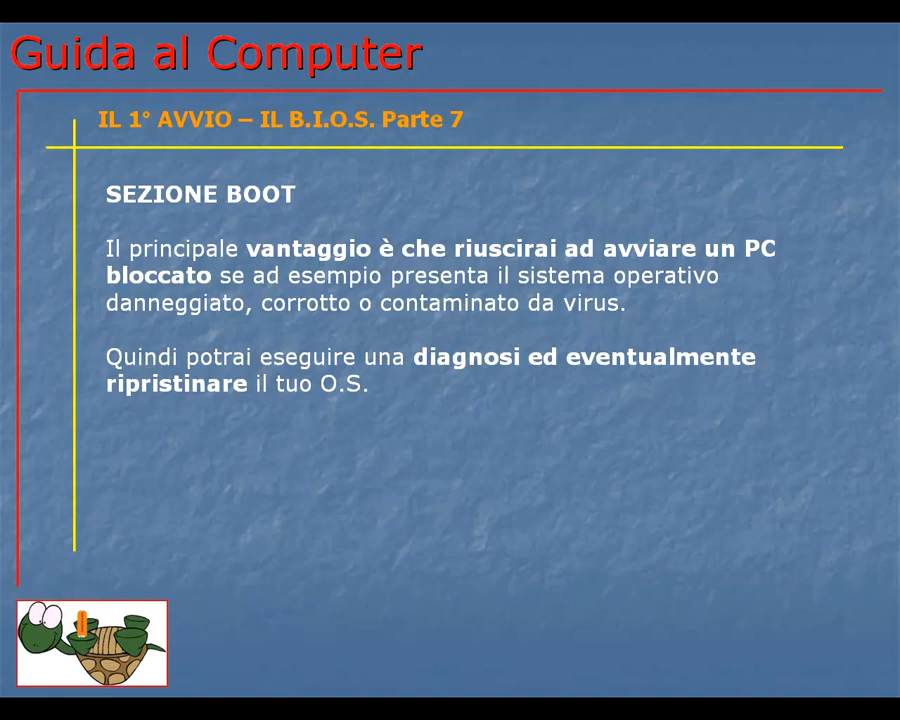 Guida al Computer
IL 1° AVVIO – IL B.I.O.S. Parte 7
SEZIONE BOOT
Il principale vantaggio è che riuscirai ad avviare un PC
bloccato se ad esempio presenta il sistema operativo
danneggiato, corrotto o contaminato da virus.
Quindi potrai eseguire una diagnosi ed eventualmente
ripristinare il tuo O.S.